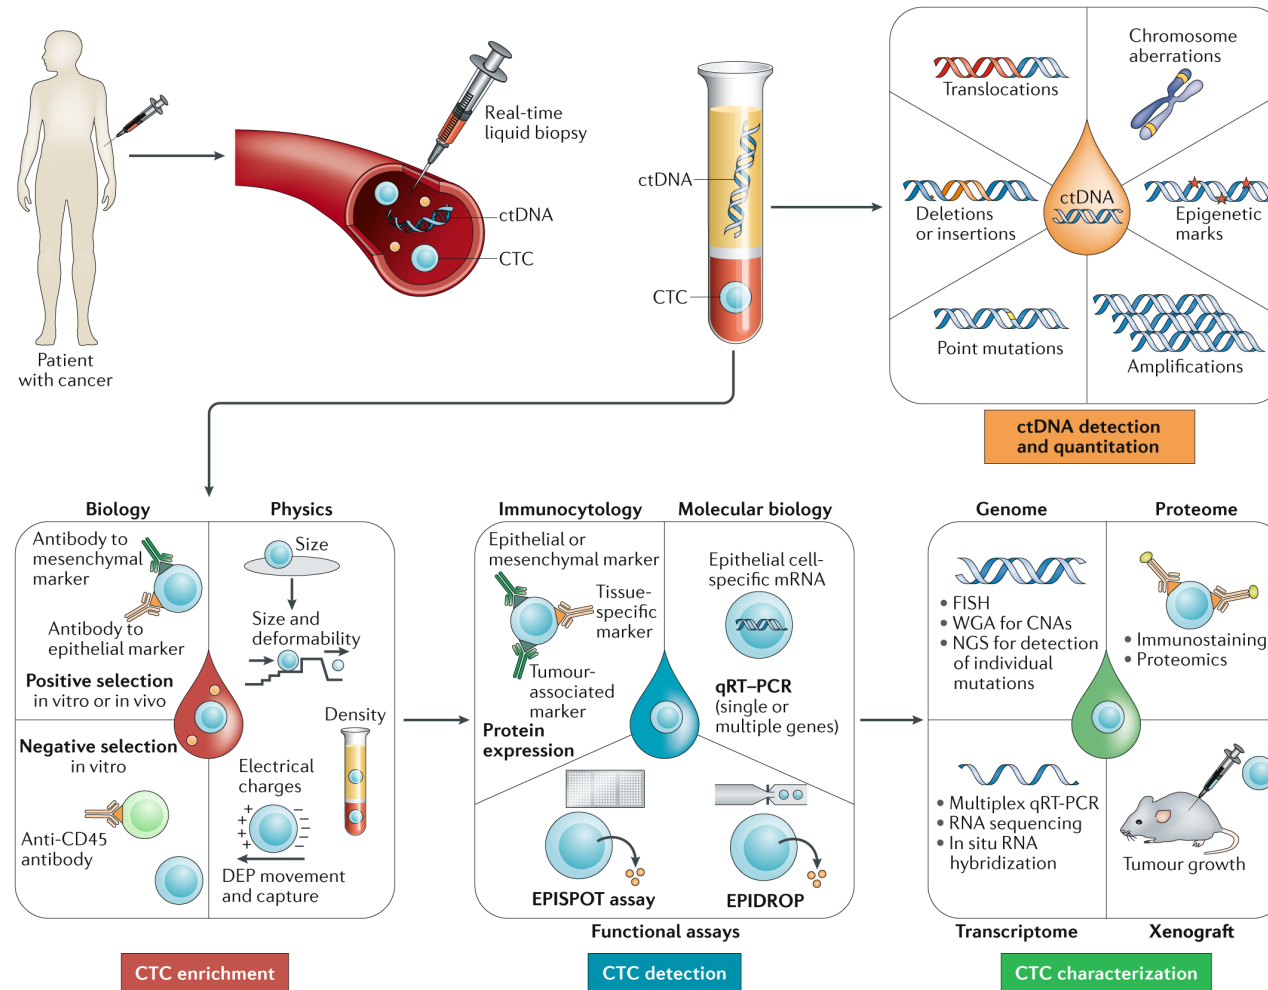 Patient
with cancer
Real-time
liquid biopsy
ctDNA
CTC
ctDNA
CTC
Translocations
Chromosome
aberrations
Deletions
or insertions
ctDNA
Epigenetic
marks
Point mutations
Amplifications
ctDNA detection
and quantitation
Biology
Physics
Antibody to
mesenchymal
marker
Antibody to
epithelial marker
Positive selection
in vitro or in vivo
Negative selection
in vitro
Anti-CD45
antibody
Size
Size and
deformability
Density
Electrical
charges
+
+
+
+
−
−
−
−
DEP movement
and capture
CTC enrichment
Immunocytology
Molecular biology
Epithelial or
mesenchymal marker
Tissue-
specific
marker
Tumour-
associated
marker
Protein
expression
Epithelial cell-
specific mRNA
qRT–PCR
(single or
multiple genes)
EPISPOT assay
EPIDROP
Functional assays
CTC detection
Genome
Proteome
• FISH
• WGA for CNAs
• NGS for detection
of individual
mutations
• Immunostaining
• Proteomics
• Multiplex qRT-PCR
• RNA sequencing
• In situ RNA
hybridization
Tumour growth
Transcriptome
Xenograft
CTC characterization